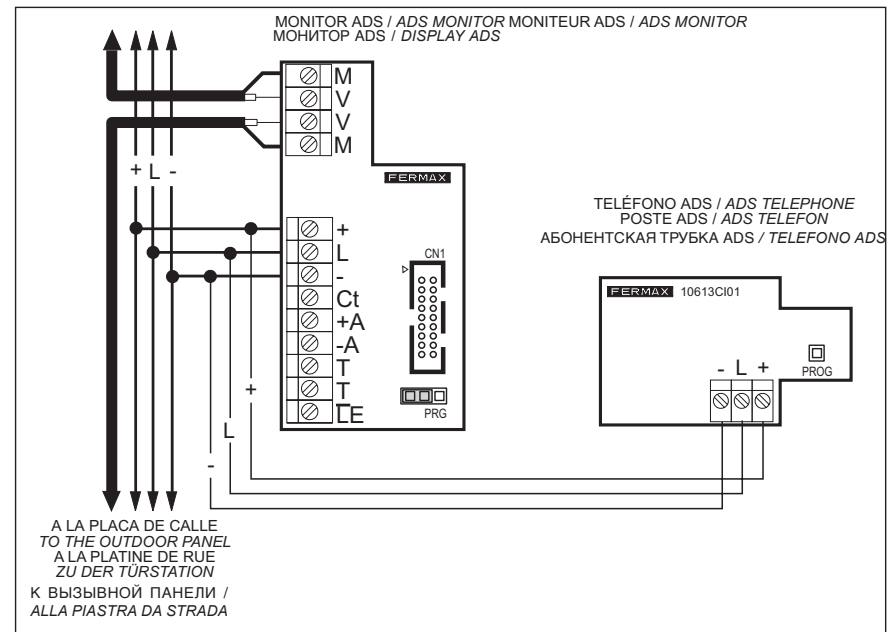 MONITOR ADS / ADS MONITOR MONITEUR ADS / ADS MONITOR
МОНИТОР ADS / DISPLAY ADS
M
V
V
M
+ L -
FERMAX
+
L
-
Ct
+A
-A
T
T
L̅E
CN1
PRG
TELÉFONO ADS / ADS TELEPHONE
POSTE ADS / ADS TELEFON
АБОНЕНТСКАЯ ТРУБКА ADS / TELEFONO ADS
FERMAX 10613CI01
- L +
PROG
+
L
-
A LA PLACA DE CALLE
TO THE OUTDOOR PANEL
A LA PLATINE DE RUE
ZU DER TÜRSTATION
К ВЫЗЫВНОЙ ПАНЕЛИ /
ALLA PIASTRA DA STRADA